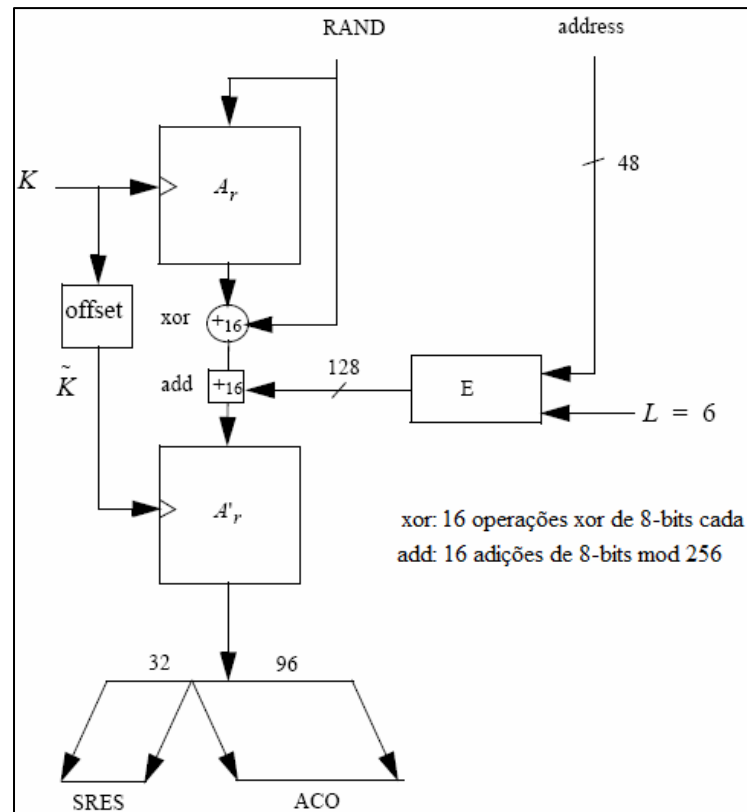 RAND address
48
K
A_r
offset
xor +16
K̃
add +16
128
E
L = 6
A'_r
xor: 16 operações xor de 8-bits cada
add: 16 adições de 8-bits mod 256
32 96
SRES ACO